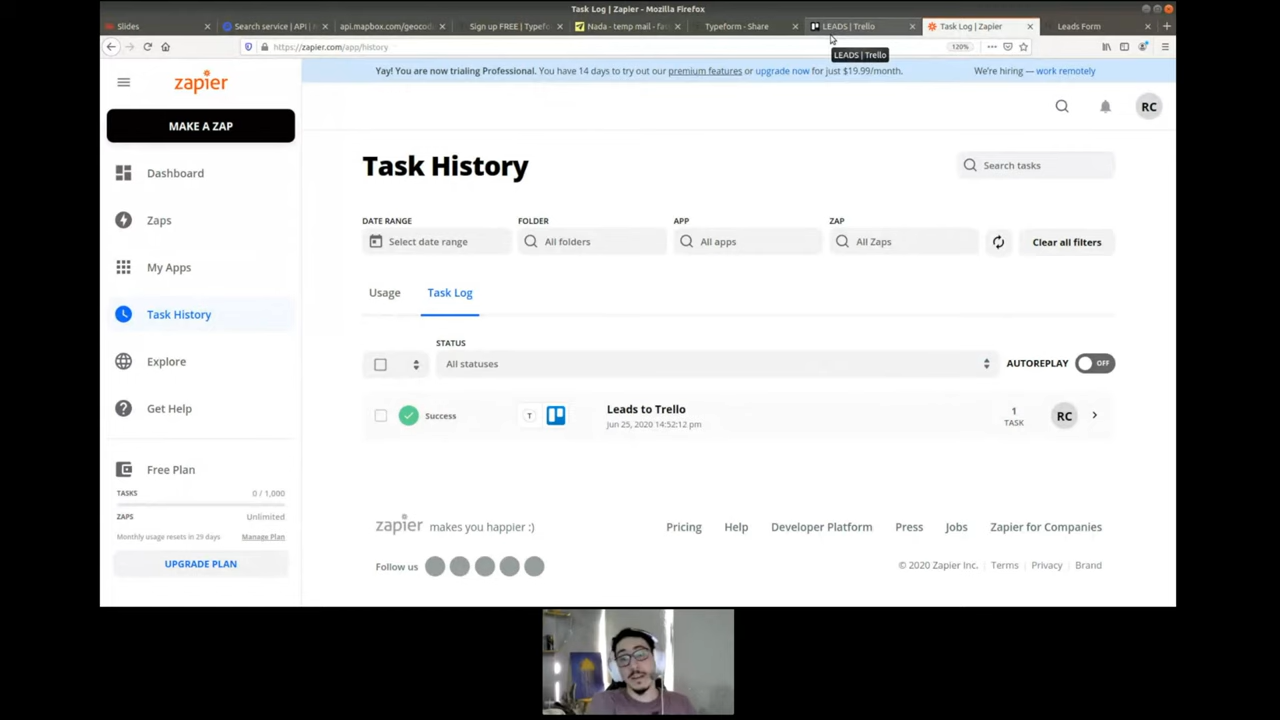 Task Log | Zapier - Mozilla Firefox
Slides
Search service | API |
api.mapbox.com/geocod
Sign up FREE | Typefo
Nada - temp mail - fas
Typeform - Share
LEADS | Trello
Task Log | Zapier
Leads Form
https://zapier.com/app/history
120%
LEADS | Trello
zapier
Yay! You are now trialing Professional. You have 14 days to try out our premium features or upgrade now for just $19.99/month.
We're hiring — work remotely
MAKE A ZAP
RC
Dashboard
Zaps
My Apps
Task History
Explore
Get Help
Free Plan
TASKS 0 / 1,000
ZAPS Unlimited
Monthly usage resets in 29 days Manage Plan
UPGRADE PLAN
Task History
Search tasks
DATE RANGE
FOLDER
APP
ZAP
Select date range
All folders
All apps
All Zaps
Clear all filters
Usage
Task Log
STATUS
All statuses
AUTOREPLAY
OFF
Success
T
Leads to Trello
Jun 25, 2020 14:52:12 pm
1
TASK
RC
zapier makes you happier :)
Pricing
Help
Developer Platform
Press
Jobs
Zapier for Companies
Follow us
© 2020 Zapier Inc.
Terms
Privacy
Brand